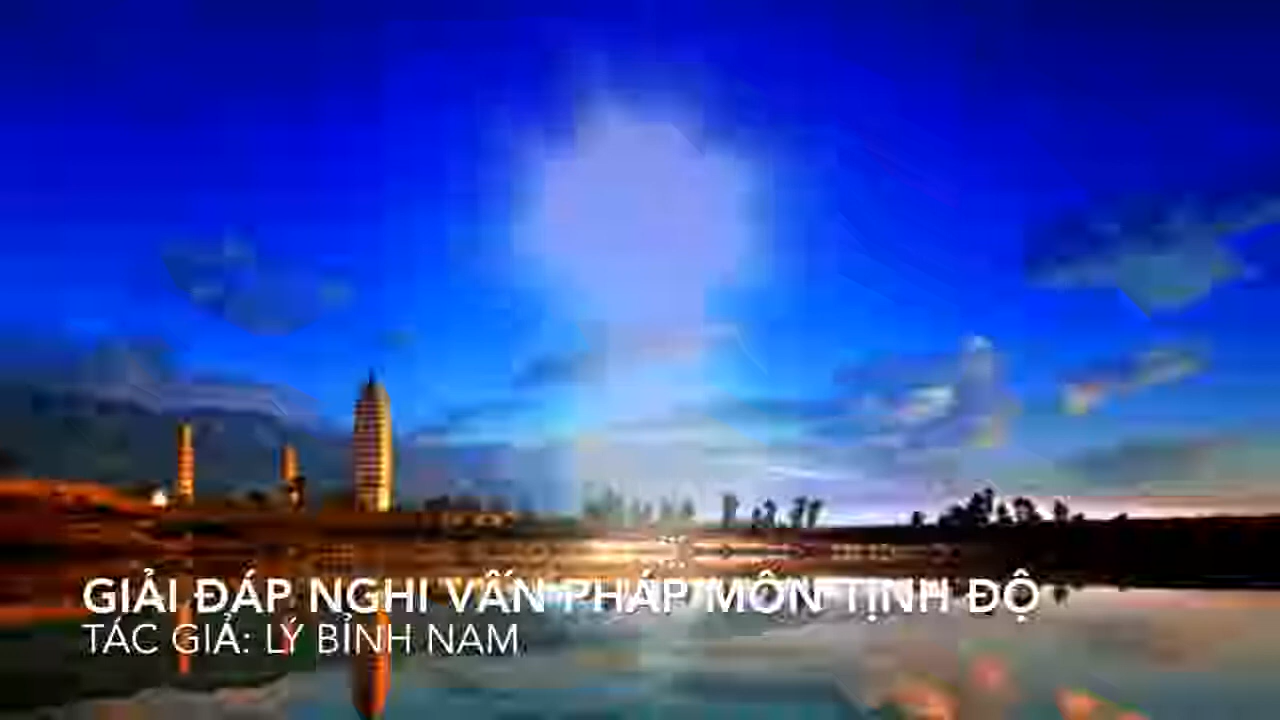 GIẢI ĐÁP NGHI VẤN PHÁP MÔN TỊNH ĐỘ
TÁC GIẢ: LÝ BỈNH NAM